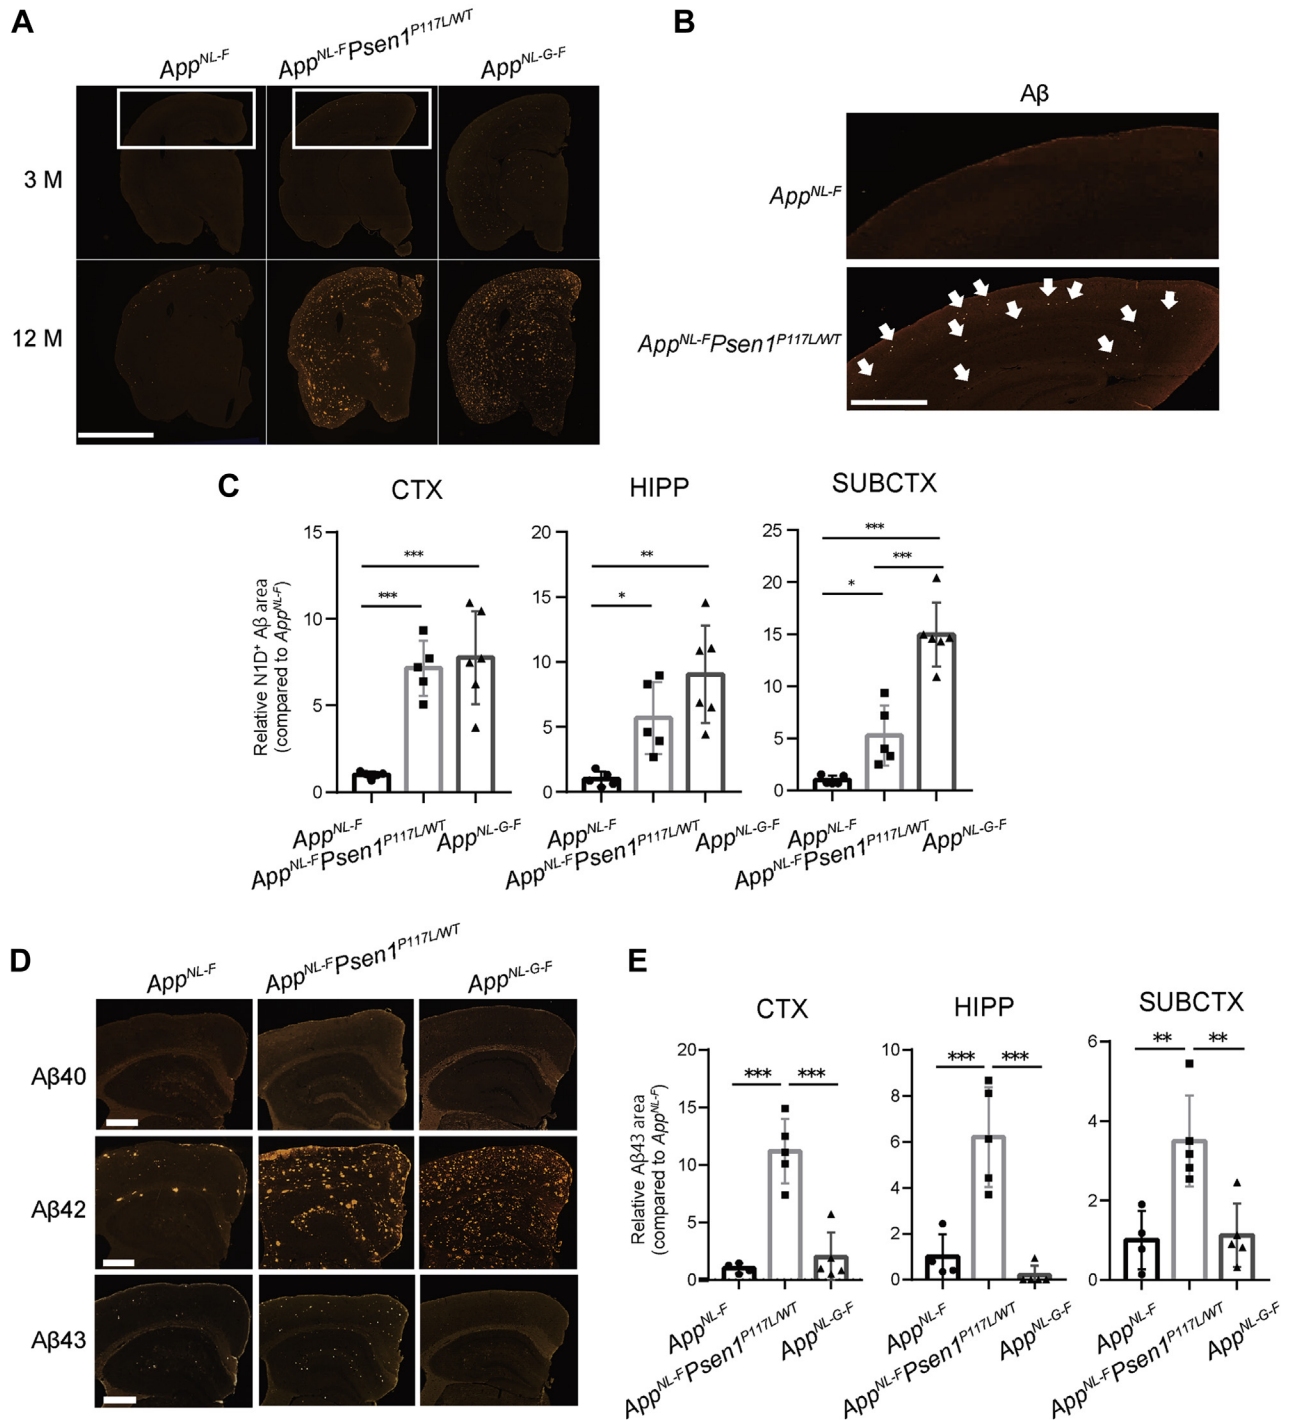 A
App^NL-F
App^NL-F Psen1^P117L/WT
App^NL-G-F
3 M
12 M
B
Aβ
App^NL-F
App^NL-F Psen1^P117L/WT
C
CTX
HIPP
SUBCTX
Relative N1D⁺ Aβ area
(compared to App^NL-F)
15
10
5
0
***
***
App^NL-F
App^NL-F Psen1^P117L/WT
App^NL-G-F
20
15
10
5
0
**
*
App^NL-F
App^NL-F Psen1^P117L/WT
App^NL-G-F
25
20
15
10
5
0
***
***
*
App^NL-F
App^NL-F Psen1^P117L/WT
App^NL-G-F
D
App^NL-F
App^NL-F Psen1^P117L/WT
App^NL-G-F
Aβ40
Aβ42
Aβ43
E
CTX
HIPP
SUBCTX
Relative Aβ43 area
(compared to App^NL-F)
20
15
10
5
0
*** ***
App^NL-F
App^NL-F Psen1^P117L/WT
App^NL-G-F
10
8
6
4
2
0
*** ***
App^NL-F
App^NL-F Psen1^P117L/WT
App^NL-G-F
6
4
2
0
** **
App^NL-F
App^NL-F Psen1^P117L/WT
App^NL-G-F